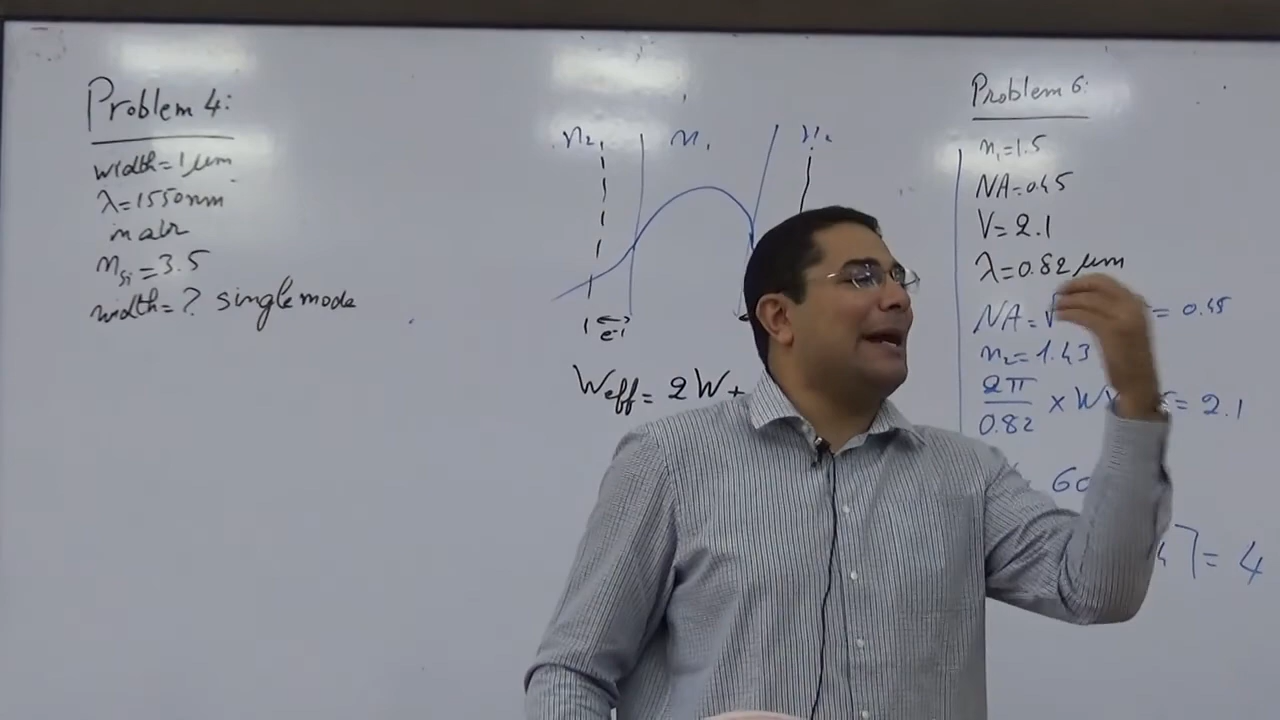 Problem 4:
width = 1 μm
λ = 1550 nm
in air
n_si = 3.5
width = ? single mode
n₂ n₁ n₂
e⁻¹
W_eff = 2W +
Problem 6:
n₁ = 1.5
NA = 0.45
V = 2.1
λ = 0.82 μm
NA = √ = 0.45
n₂ = 1.43
2π
0.82 × W = 2.1
⌉ = 4